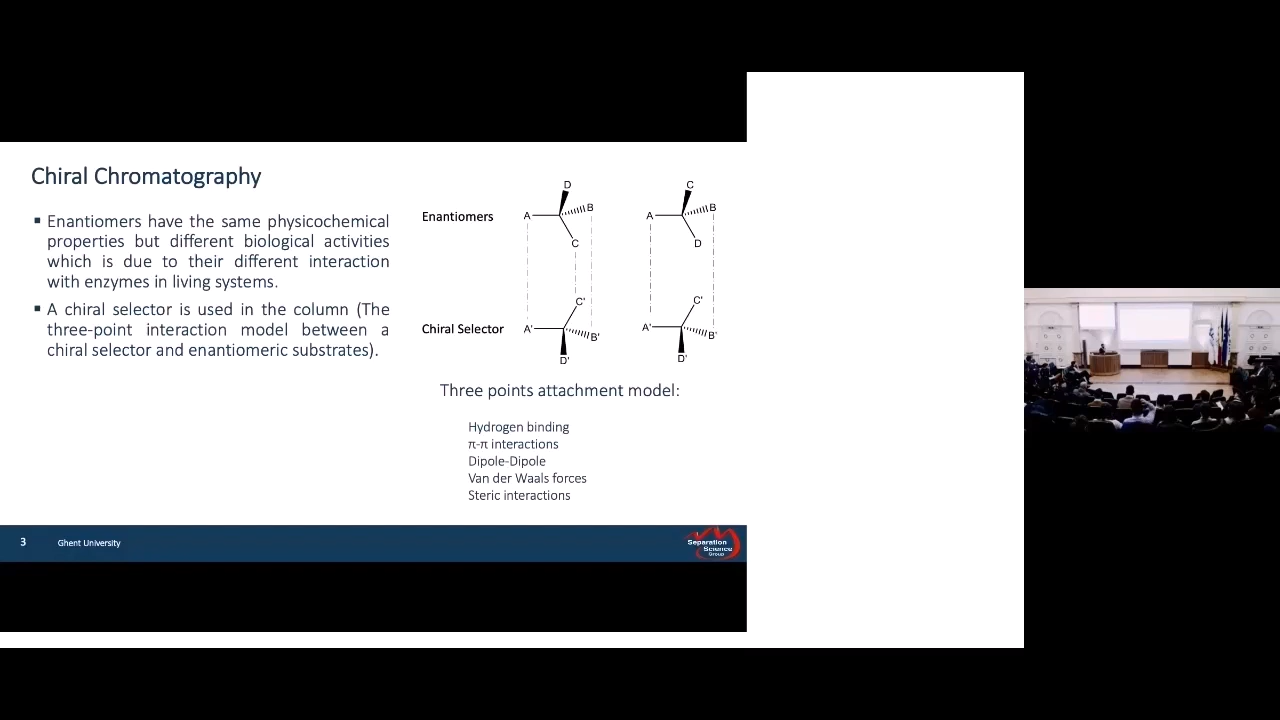 Chiral Chromatography
▪ Enantiomers have the same physicochemical
properties but different biological activities
which is due to their different interaction
with enzymes in living systems.
▪ A chiral selector is used in the column (The
three-point interaction model between a
chiral selector and enantiomeric substrates).
Enantiomers
D
A
B
C
C
A
B
D
Chiral Selector
C'
A'
B'
D'
C'
A'
B'
D'
Three points attachment model:
Hydrogen binding
π-π interactions
Dipole-Dipole
Van der Waals forces
Steric interactions
3
Ghent University
Separation
Science
Group